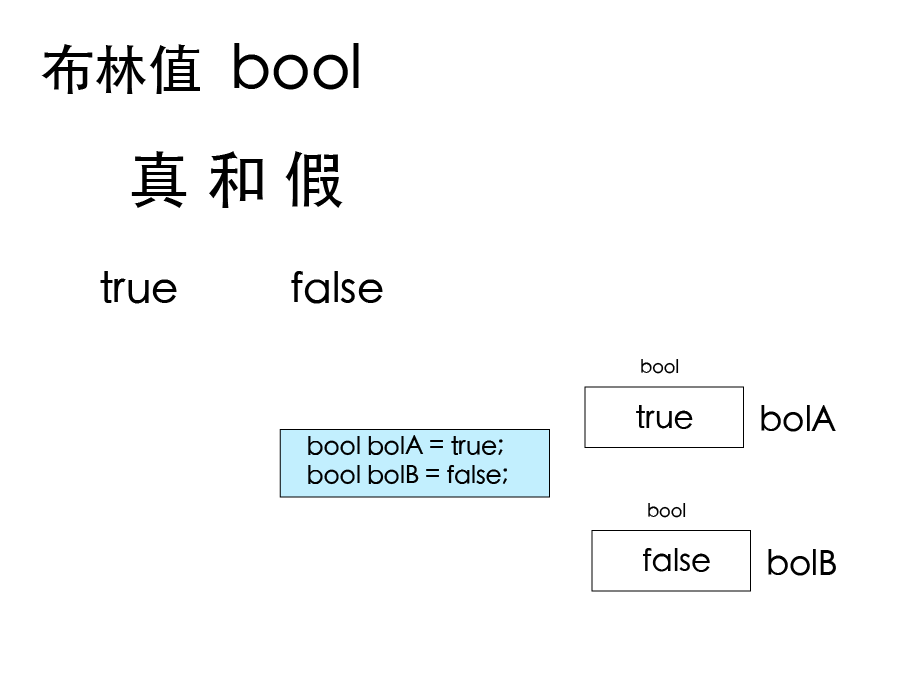 布林值 bool
真 和 假
true false
bool
true bolA
bool bolA = true;
bool bolB = false;
bool
false bolB